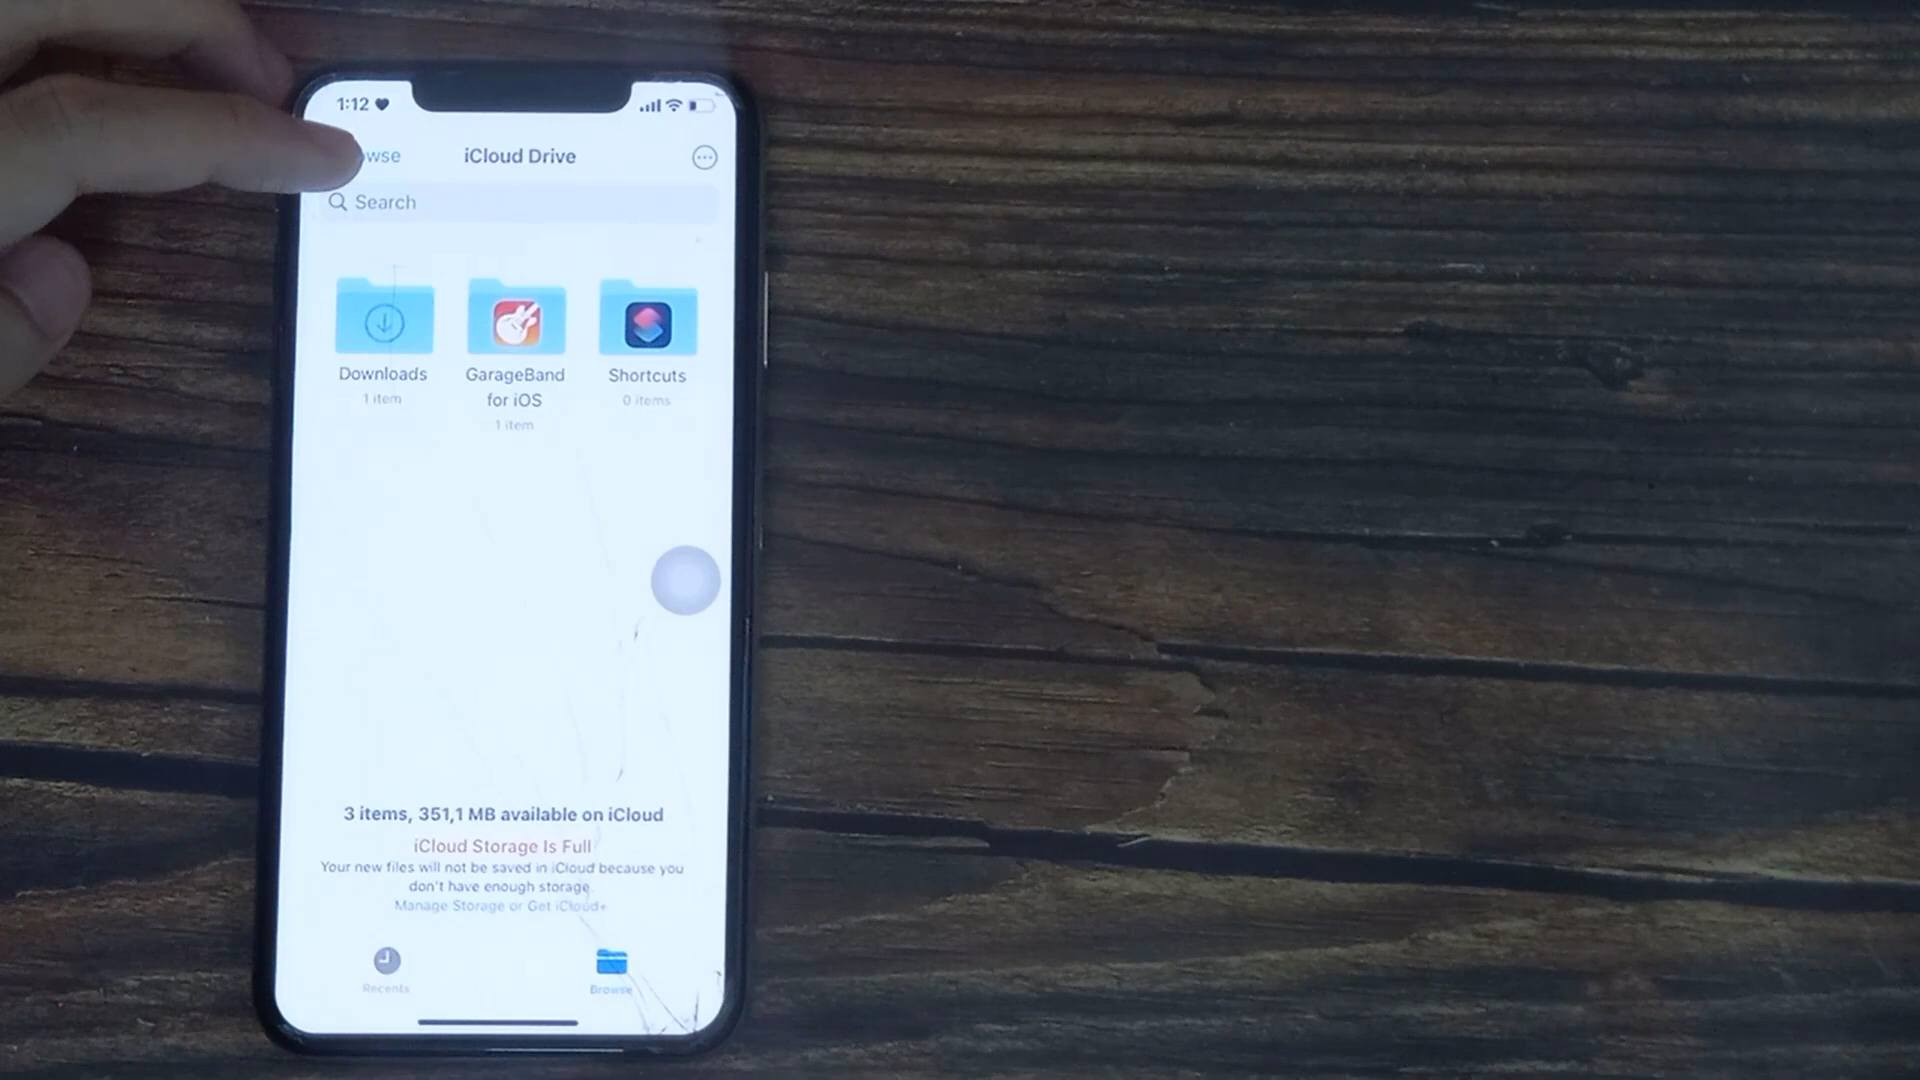 1:12
wse
iCloud Drive
Search
Downloads
1 item
GarageBand
for iOS
1 item
Shortcuts
0 items
3 items, 351,1 MB available on iCloud
iCloud Storage Is Full
Your new files will not be saved in iCloud because you
don't have enough storage.
Manage Storage or Get iCloud+
Recents
Browse